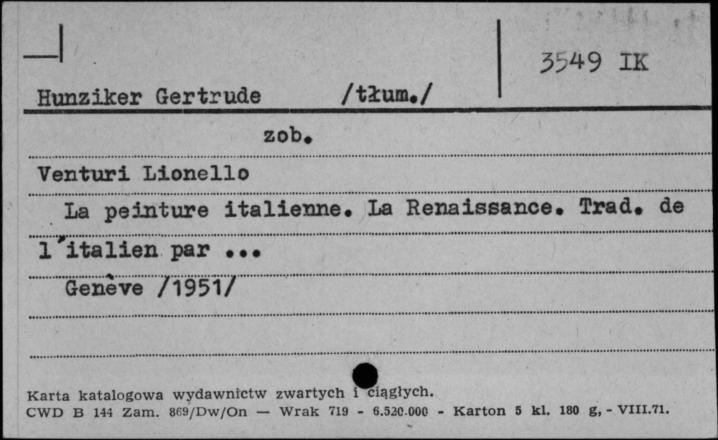 3549 IK
Hunziker Gertrude /tłum./
zob.
Venturi Lionello
La peinture italienne. La Renaissance. Trad. de
l'italien par ...
Genève /1951/
Karta katalogowa wydawnictw zwartych i ciągłych.
CWD B 144 Zam. 869/Dw/On — Wrak 719 - 6.520.000 - Karton 5 kl. 180 g, - VIII.71.